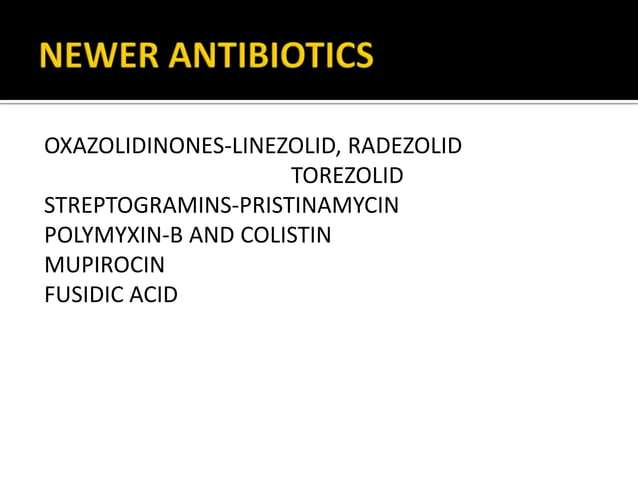 NEWER ANTIBIOTICS
OXAZOLIDINONES-LINEZOLID, RADEZOLID
TOREZOLID
STREPTOGRAMINS-PRISTINAMYCIN
POLYMYXIN-B AND COLISTIN
MUPIROCIN
FUSIDIC ACID